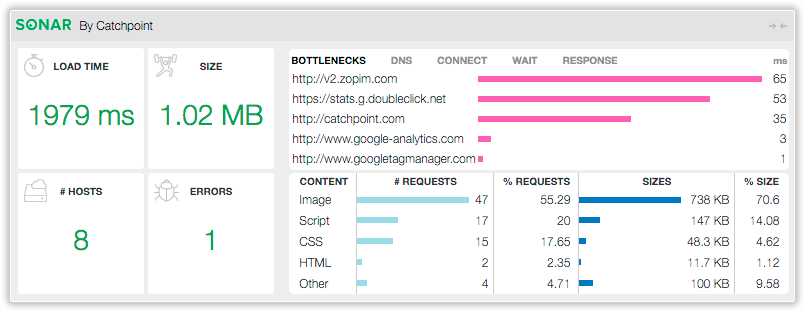 SONAR By Catchpoint
LOAD TIME
1979 ms
SIZE
1.02 MB
# HOSTS
8
ERRORS
1
BOTTLENECKS DNS CONNECT WAIT RESPONSE ms
http://v2.zopim.com 65
https://stats.g.doubleclick.net 53
http://catchpoint.com 35
http://www.google-analytics.com 3
http://www.googletagmanager.com 1
CONTENT # REQUESTS % REQUESTS SIZES % SIZE
Image 47 55.29 738 KB 70.6
Script 17 20 147 KB 14.08
CSS 15 17.65 48.3 KB 4.62
HTML 2 2.35 11.7 KB 1.12
Other 4 4.71 100 KB 9.58